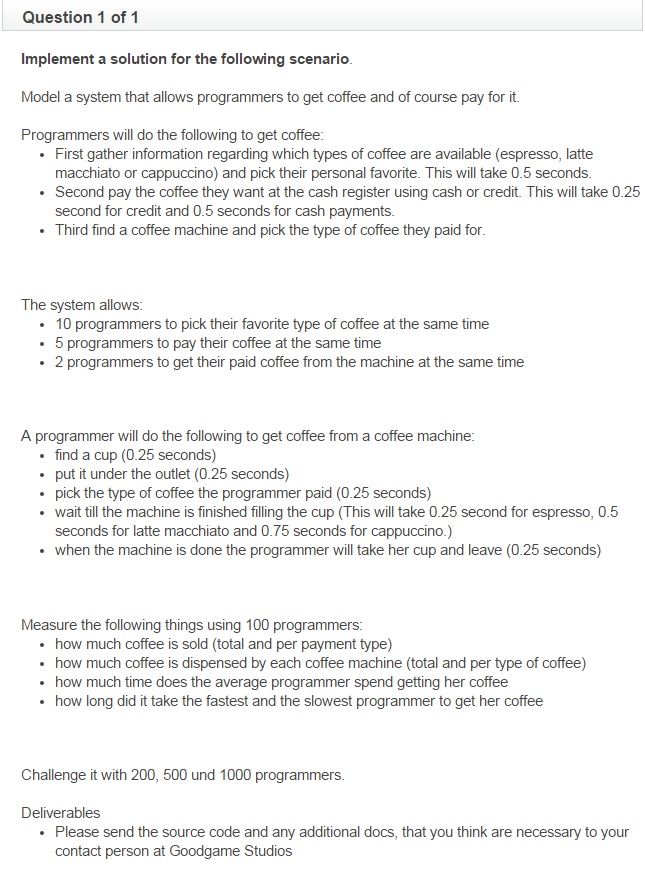 Question 1 of 1
Implement a solution for the following scenario.
Model a system that allows programmers to get coffee and of course pay for it.
Programmers will do the following to get coffee:
• First gather information regarding which types of coffee are available (espresso, latte
macchiato or cappuccino) and pick their personal favorite. This will take 0.5 seconds.
• Second pay the coffee they want at the cash register using cash or credit. This will take 0.25
second for credit and 0.5 seconds for cash payments.
• Third find a coffee machine and pick the type of coffee they paid for.
The system allows:
• 10 programmers to pick their favorite type of coffee at the same time
• 5 programmers to pay their coffee at the same time
• 2 programmers to get their paid coffee from the machine at the same time
A programmer will do the following to get coffee from a coffee machine:
• find a cup (0.25 seconds)
• put it under the outlet (0.25 seconds)
• pick the type of coffee the programmer paid (0.25 seconds)
• wait till the machine is finished filling the cup (This will take 0.25 second for espresso, 0.5
seconds for latte macchiato and 0.75 seconds for cappuccino.)
• when the machine is done the programmer will take her cup and leave (0.25 seconds)
Measure the following things using 100 programmers:
• how much coffee is sold (total and per payment type)
• how much coffee is dispensed by each coffee machine (total and per type of coffee)
• how much time does the average programmer spend getting her coffee
• how long did it take the fastest and the slowest programmer to get her coffee
Challenge it with 200, 500 und 1000 programmers.
Deliverables
• Please send the source code and any additional docs, that you think are necessary to your
contact person at Goodgame Studios